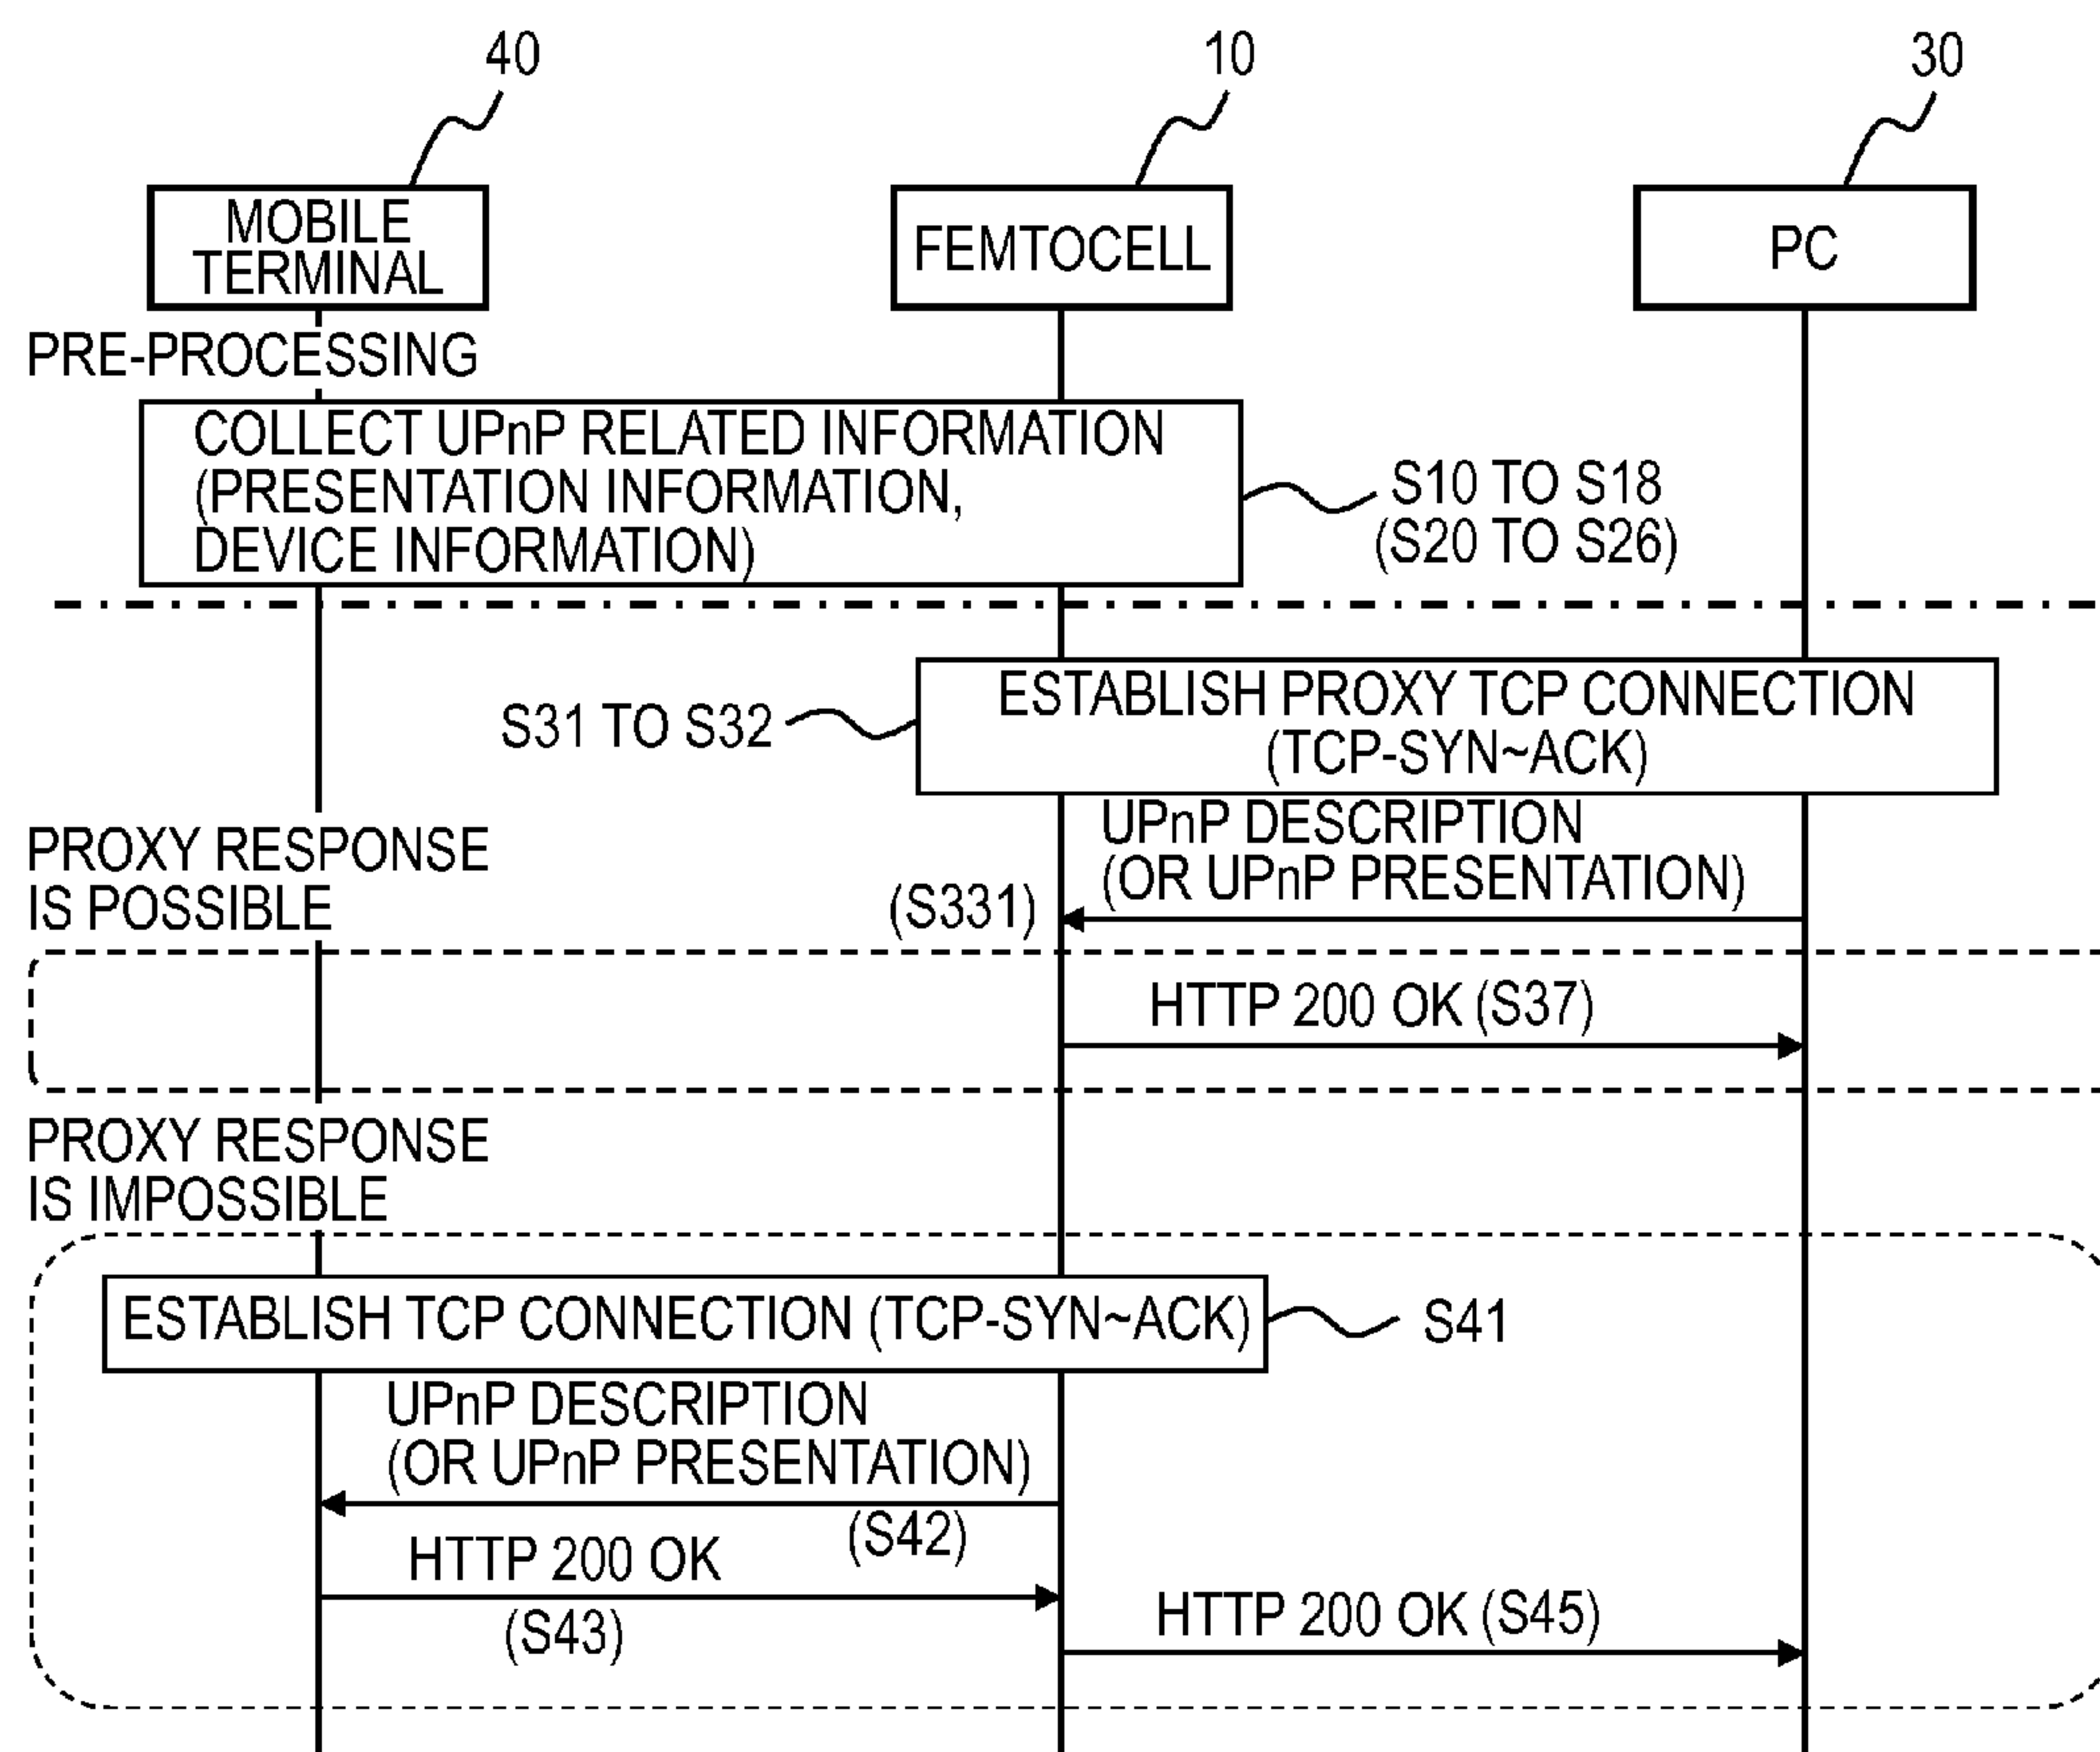 40
10
30
MOBILE
TERMINAL
FEMTOCELL
PC
PRE-PROCESSING
COLLECT UPnP RELATED INFORMATION
(PRESENTATION INFORMATION,
DEVICE INFORMATION)
S10 TO S18
(S20 TO S26)
S31 TO S32
ESTABLISH PROXY TCP CONNECTION
(TCP-SYN~ACK)
PROXY RESPONSE
IS POSSIBLE
UPnP DESCRIPTION
(OR UPnP PRESENTATION)
(S331)
HTTP 200 OK (S37)
PROXY RESPONSE
IS IMPOSSIBLE
ESTABLISH TCP CONNECTION (TCP-SYN~ACK)
S41
UPnP DESCRIPTION
(OR UPnP PRESENTATION)
(S42)
HTTP 200 OK
(S43)
HTTP 200 OK (S45)